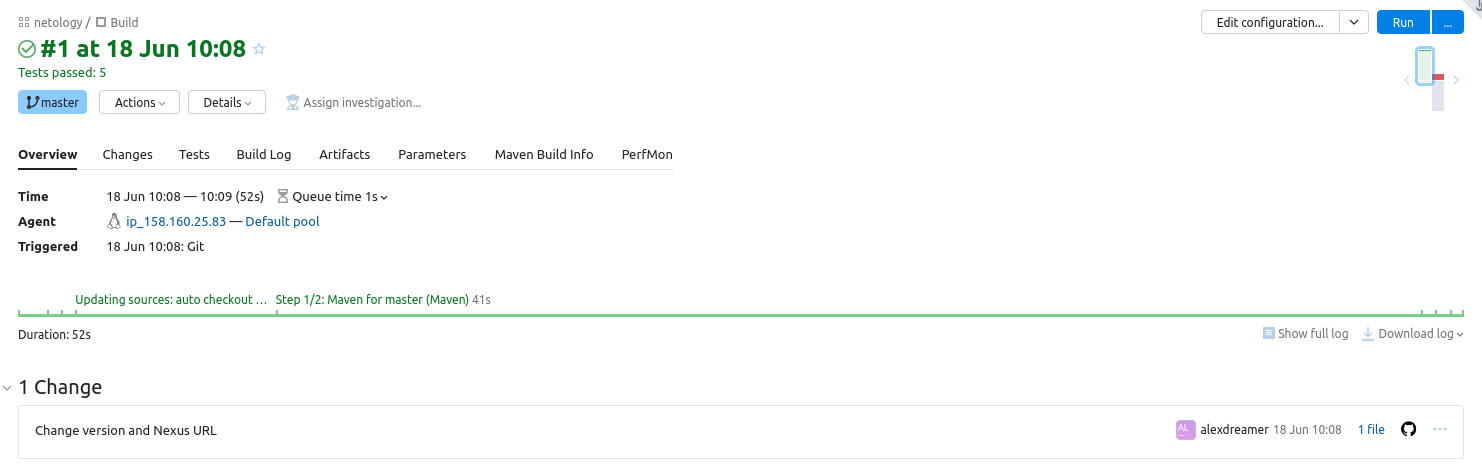 netology / Build
Edit configuration...
Run
...
#1 at 18 Jun 10:08
Tests passed: 5
master
Actions
Details
Assign investigation...
Overview
Changes
Tests
Build Log
Artifacts
Parameters
Maven Build Info
PerfMon
Time 18 Jun 10:08 — 10:09 (52s) Queue time 1s
Agent ip_158.160.25.83 — Default pool
Triggered 18 Jun 10:08: Git
Updating sources: auto checkout ... Step 1/2: Maven for master (Maven) 41s
Duration: 52s
Show full log
Download log
1 Change
Change version and Nexus URL
AL
alexdreamer 18 Jun 10:08 1 file